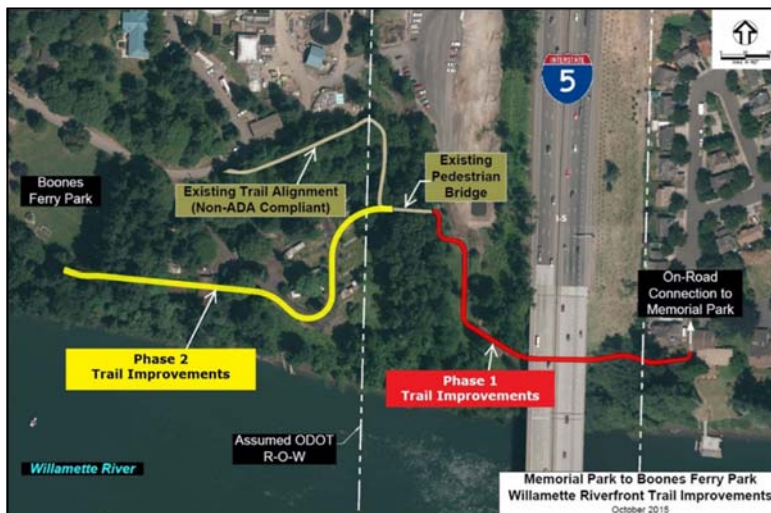 INTERSTATE
5
Boones
Ferry Park
Existing Trail Alignment
(Non-ADA Compliant)
Existing
Pedestrian
Bridge
I-5
On-Road
Connection to
Memorial Park
Phase 2
Trail Improvements
Phase 1
Trail Improvements
Assumed ODOT
R-O-W
Willamette River
Memorial Park to Boones Ferry Park
Willamette Riverfront Trail Improvements
October 2015